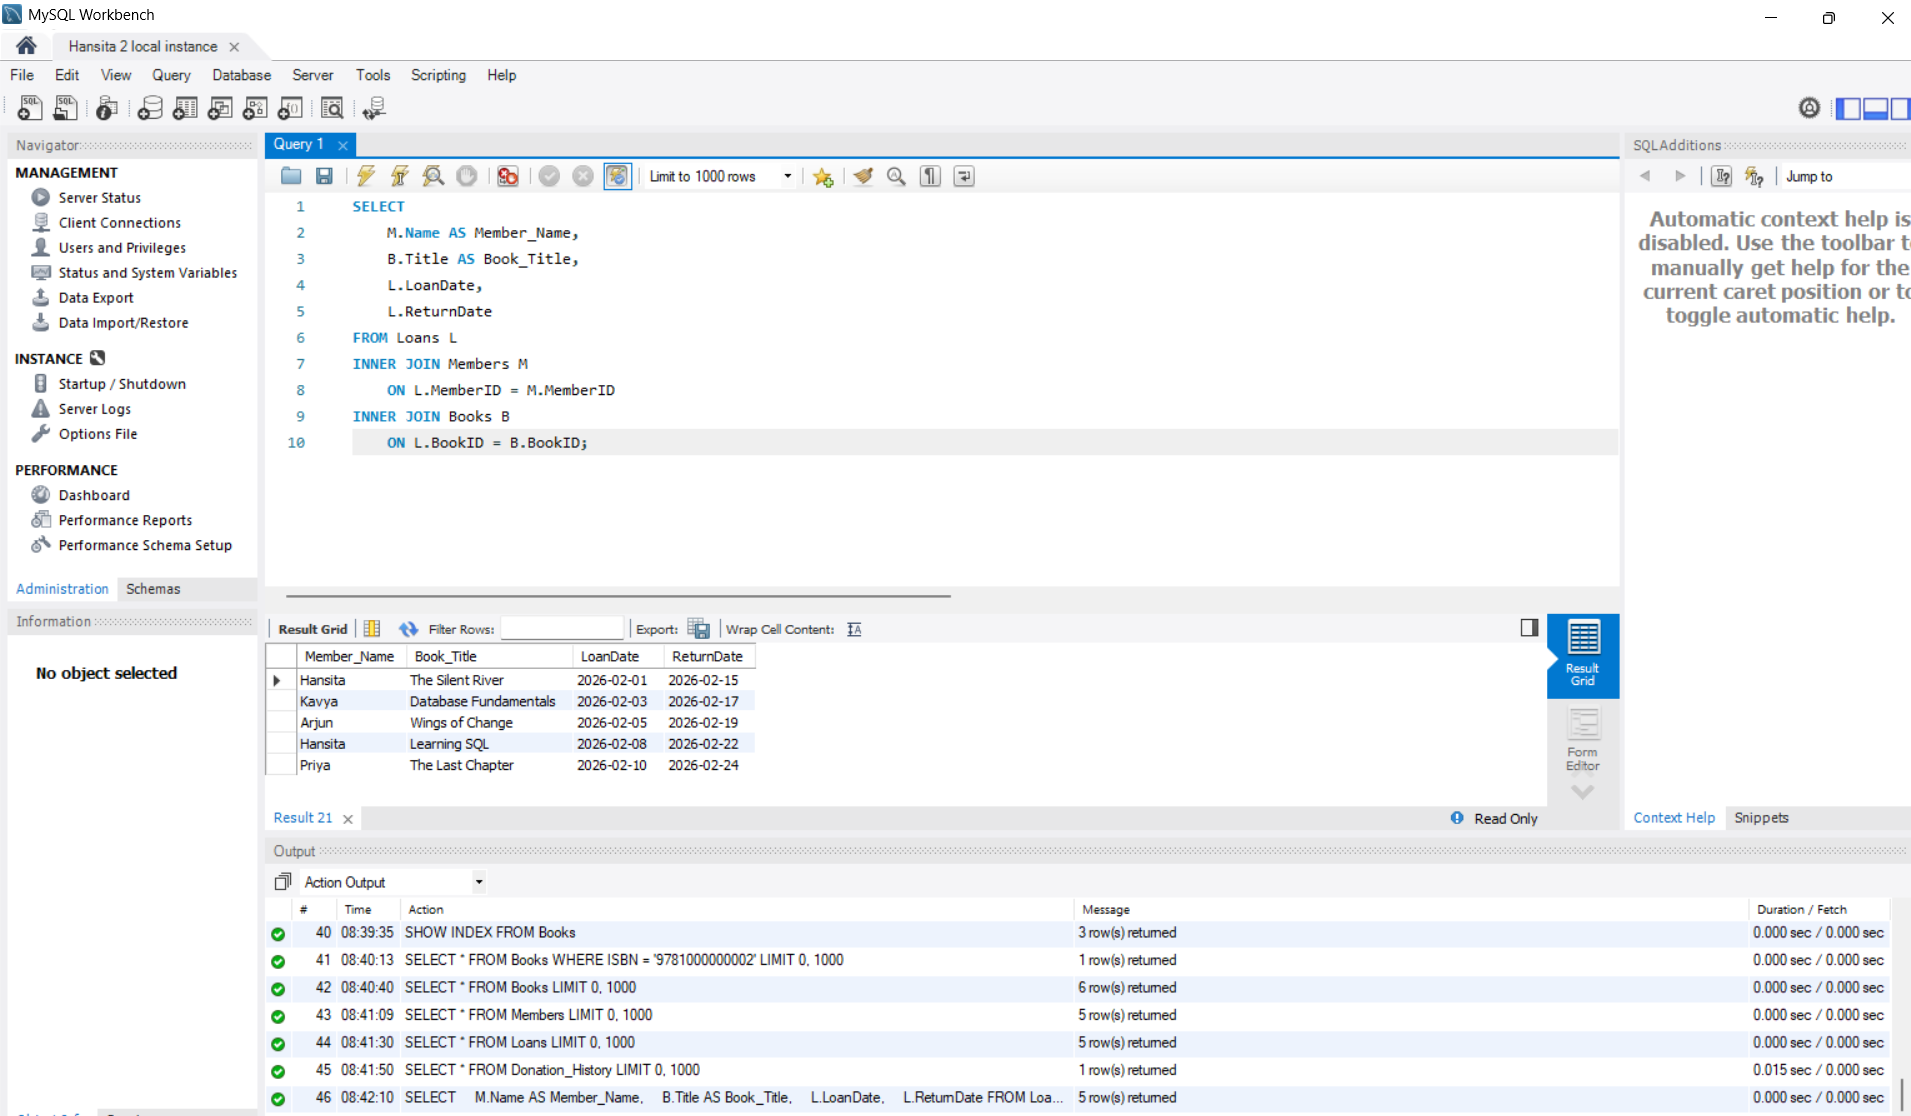 MySQL Workbench
Hansita 2 local instance
File Edit View Query Database Server Tools Scripting Help
Navigator
MANAGEMENT
Server Status
Client Connections
Users and Privileges
Status and System Variables
Data Export
Data Import/Restore
INSTANCE
Startup / Shutdown
Server Logs
Options File
PERFORMANCE
Dashboard
Performance Reports
Performance Schema Setup
Administration Schemas
Information
No object selected
Query 1
Limit to 1000 rows
1 SELECT
2 M.Name AS Member_Name,
3 B.Title AS Book_Title,
4 L.LoanDate,
5 L.ReturnDate
6 FROM Loans L
7 INNER JOIN Members M
8 ON L.MemberID = M.MemberID
9 INNER JOIN Books B
10 ON L.BookID = B.BookID;
Result Grid Filter Rows: Export: Wrap Cell Content:
Member_Name Book_Title LoanDate ReturnDate
Hansita The Silent River 2026-02-01 2026-02-15
Kavya Database Fundamentals 2026-02-03 2026-02-17
Arjun Wings of Change 2026-02-05 2026-02-19
Hansita Learning SQL 2026-02-08 2026-02-22
Priya The Last Chapter 2026-02-10 2026-02-24
Result
Grid
Form
Editor
Result 21 Read Only
SQLAdditions
Jump to
Automatic context help is
disabled. Use the toolbar t
manually get help for the
current caret position or to
toggle automatic help.
Context Help Snippets
Output
Action Output
# Time Action Message Duration / Fetch
40 08:39:35 SHOW INDEX FROM Books 3 row(s) returned 0.000 sec / 0.000 sec
41 08:40:13 SELECT * FROM Books WHERE ISBN = '9781000000002' LIMIT 0, 1000 1 row(s) returned 0.000 sec / 0.000 sec
42 08:40:40 SELECT * FROM Books LIMIT 0, 1000 6 row(s) returned 0.000 sec / 0.000 sec
43 08:41:09 SELECT * FROM Members LIMIT 0, 1000 5 row(s) returned 0.000 sec / 0.000 sec
44 08:41:30 SELECT * FROM Loans LIMIT 0, 1000 5 row(s) returned 0.000 sec / 0.000 sec
45 08:41:50 SELECT * FROM Donation_History LIMIT 0, 1000 1 row(s) returned 0.015 sec / 0.000 sec
46 08:42:10 SELECT M.Name AS Member_Name, B.Title AS Book_Title, L.LoanDate, L.ReturnDate FROM Loa... 5 row(s) returned 0.000 sec / 0.000 sec